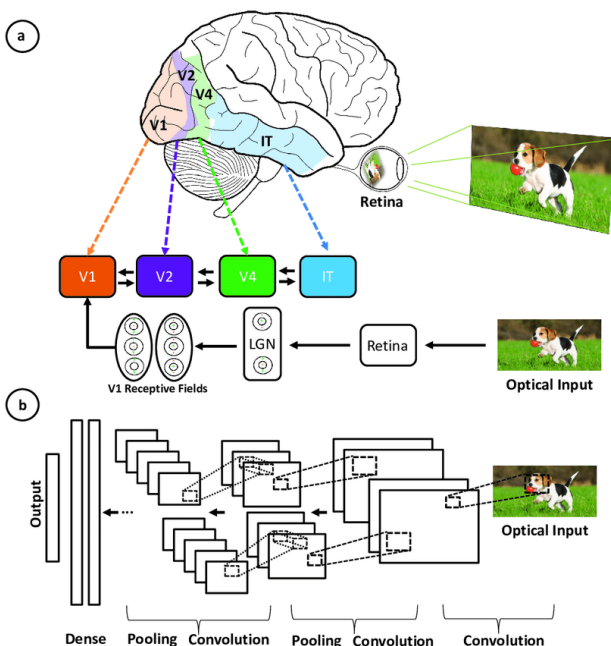 a
V2
V4
V1
IT
Retina
V1
V2
V4
IT
LGN
Retina
V1 Receptive Fields
Optical Input
b
Output
...
Optical Input
Dense
Pooling
Convolution
Pooling
Convolution
Convolution